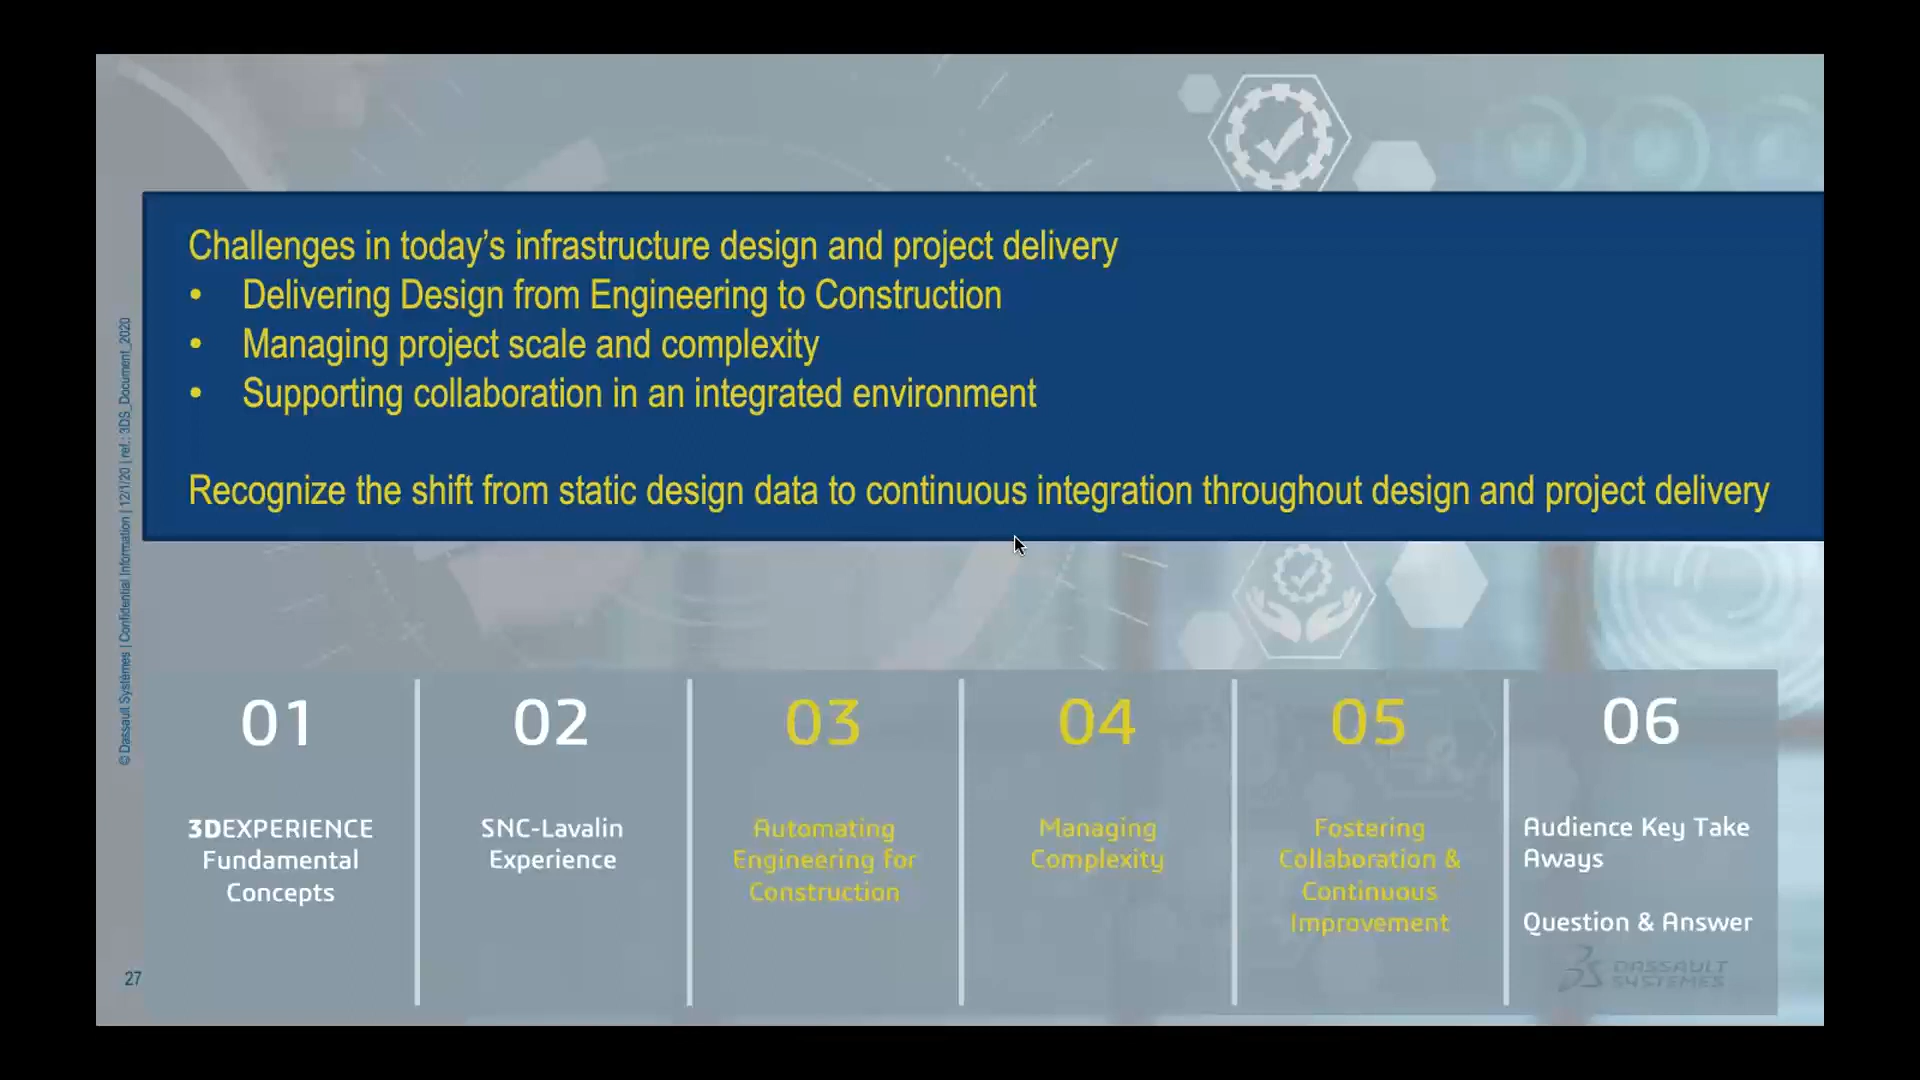 Challenges in today’s infrastructure design and project delivery
• Delivering Design from Engineering to Construction
• Managing project scale and complexity
• Supporting collaboration in an integrated environment
Recognize the shift from static design data to continuous integration throughout design and project delivery
© Dassault Systèmes | Confidential Information | 12/1/20 | ref.: 3DS_Document_2020
01
3DEXPERIENCE
Fundamental
Concepts
02
SNC-Lavalin
Experience
03
Automating
Engineering for
Construction
04
Managing
Complexity
05
Fostering
Collaboration &
Continuous
Improvement
06
Audience Key Take
Aways
Question & Answer
27
DASSAULT
SYSTEMES